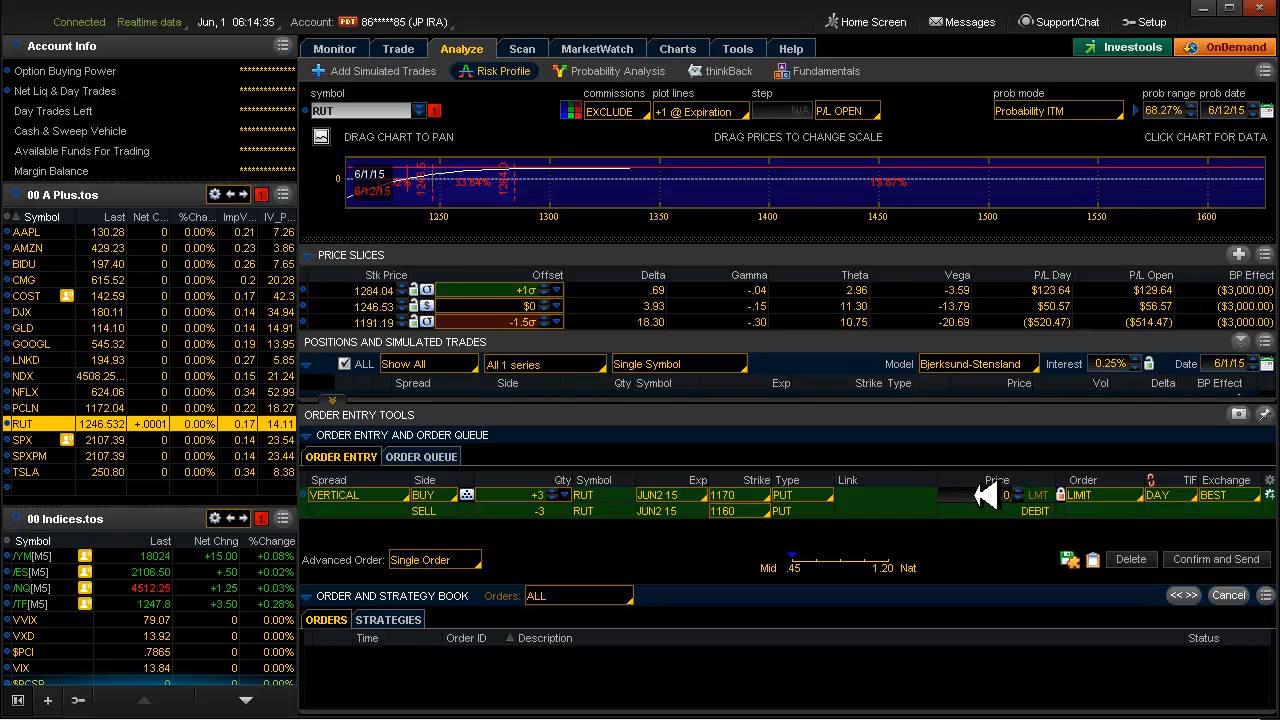 Connected Realtime data Jun, 1 06:14:35 Account: PDT 86*****85 (JP IRA) Home Screen Messages Support/Chat Setup
Account Info
Option Buying Power **************
Net Liq & Day Trades **************
Day Trades Left **************
Cash & Sweep Vehicle **************
Available Funds For Trading **************
Margin Balance **************
00 A Plus.tos 1
Symbol Last Net C... %Cha... ImpV... IV_P...
AAPL 130.28 0 0.00% 0.21 7.26
AMZN 429.23 0 0.00% 0.23 3.86
BIDU 197.40 0 0.00% 0.26 7.65
CMG 615.52 0 0.00% 0.2 20.28
COST 142.59 0 0.00% 0.17 42.3
DJX 180.11 0 0.00% 0.14 34.94
GLD 114.10 0 0.00% 0.14 14.91
GOOGL 545.32 0 0.00% 0.19 13.95
LNKD 194.93 0 0.00% 0.27 5.85
NDX 4508.25... 0 0.00% 0.15 21.24
NFLX 624.06 0 0.00% 0.34 52.99
PCLN 1172.04 0 0.00% 0.22 18.27
RUT 1246.532 +.0001 0.00% 0.17 14.11
SPX 2107.39 0 0.00% 0.14 23.54
SPXPM 2107.39 0 0.00% 0.14 23.44
TSLA 250.80 0 0.00% 0.34 8.38
00 Indices.tos 1
Symbol Last Net Chng %Change
/YM[M5] 18024 +15.00 +0.08%
/ES[M5] 2106.50 +.50 +0.02%
/NQ[M5] 4512.25 +1.25 +0.03%
/TF[M5] 1247.8 +3.50 +0.28%
VVIX 79.07 0 0.00%
VXD 13.92 0 0.00%
$PCI .7865 0 0.00%
VIX 13.84 0 0.00%
$PCSP
Monitor Trade Analyze Scan MarketWatch Charts Tools Help Investools OnDemand
Add Simulated Trades Risk Profile Probability Analysis thinkBack Fundamentals
symbol commissions plot lines step prob mode prob range prob date
RUT 1 EXCLUDE +1 @ Expiration N/A P/L OPEN Probability ITM 68.27% 6/12/15
DRAG CHART TO PAN DRAG PRICES TO CHANGE SCALE CLICK CHART FOR DATA
6/1/15
0
6/12/15 33.64% 15.87%
1250 1300 1350 1400 1450 1500 1550 1600
PRICE SLICES
Stk Price Offset Delta Gamma Theta Vega P/L Day P/L Open BP Effect
1284.04 +1σ .69 -.04 2.96 -3.59 $123.64 $129.64 ($3,000.00)
1246.53 $ $0 3.93 -.15 11.30 -13.79 $50.57 $56.57 ($3,000.00)
1191.19 -1.5σ 18.30 -.30 10.75 -20.69 ($520.47) ($514.47) ($3,000.00)
POSITIONS AND SIMULATED TRADES
ALL Show All All 1 series Single Symbol Model Bjerksund-Stensland Interest 0.25% Date 6/1/15
Spread Side Qty Symbol Exp Strike Type Price Vol Delta BP Effect
ORDER ENTRY TOOLS
ORDER ENTRY AND ORDER QUEUE
ORDER ENTRY ORDER QUEUE
Spread Side Qty Symbol Exp Strike Type Link Price Order TIF Exchange
VERTICAL BUY +3 RUT JUN2 15 1170 PUT LMT LIMIT DAY BEST
SELL -3 RUT JUN2 15 1160 PUT DEBIT
Advanced Order: Single Order Mid .45 1.20 Nat Delete Confirm and Send
ORDER AND STRATEGY BOOK Orders: ALL << >> Cancel
ORDERS STRATEGIES
Time Order ID Description Status